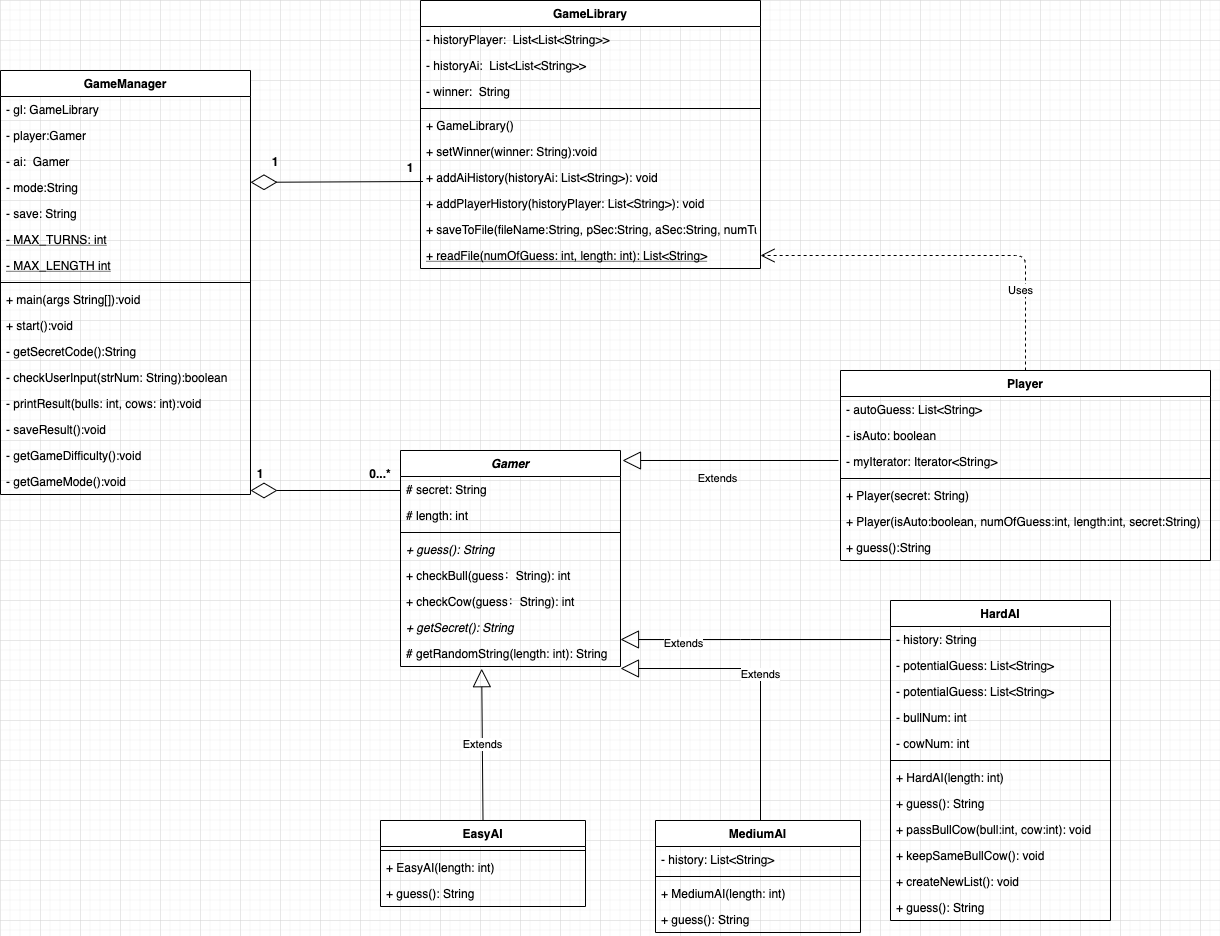 GameLibrary
- historyPlayer: List<List<String>>
- historyAi: List<List<String>>
- winner: String
+ GameLibrary()
+ setWinner(winner: String):void
+ addAiHistory(historyAi: List<String>): void
+ addPlayerHistory(historyPlayer: List<String>): void
+ saveToFile(fileName:String, pSec:String, aSec:String, numTu
+ readFile(numOfGuess: int, length: int): List<String>
GameManager
- gl: GameLibrary
- player:Gamer
- ai: Gamer
- mode:String
- save: String
- MAX_TURNS: int
- MAX_LENGTH int
+ main(args String[]):void
+ start():void
- getSecretCode():String
- checkUserInput(strNum: String):boolean
- printResult(bulls: int, cows: int):void
- saveResult():void
- getGameDifficulty():void
- getGameMode():void
1
1
Uses
Player
- autoGuess: List<String>
- isAuto: boolean
- myIterator: Iterator<String>
+ Player(secret: String)
+ Player(isAuto:boolean, numOfGuess:int, length:int, secret:String)
+ guess():String
1
0...*
Gamer
# secret: String
# length: int
+ guess(): String
+ checkBull(guess： String): int
+ checkCow(guess： String): int
+ getSecret(): String
# getRandomString(length: int): String
Extends
Extends
Extends
Extends
HardAI
- history: String
- potentialGuess: List<String>
- potentialGuess: List<String>
- bullNum: int
- cowNum: int
+ HardAI(length: int)
+ guess(): String
+ passBullCow(bull:int, cow:int): void
+ keepSameBullCow(): void
+ createNewList(): void
+ guess(): String
EasyAI
+ EasyAI(length: int)
+ guess(): String
MediumAI
- history: List<String>
+ MediumAI(length: int)
+ guess(): String